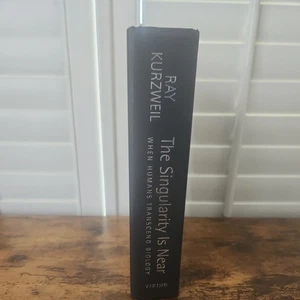 RAY
KURZWEIL
The Singularity Is Near
WHEN HUMANS TRANSCEND BIOLOGY
VIKING